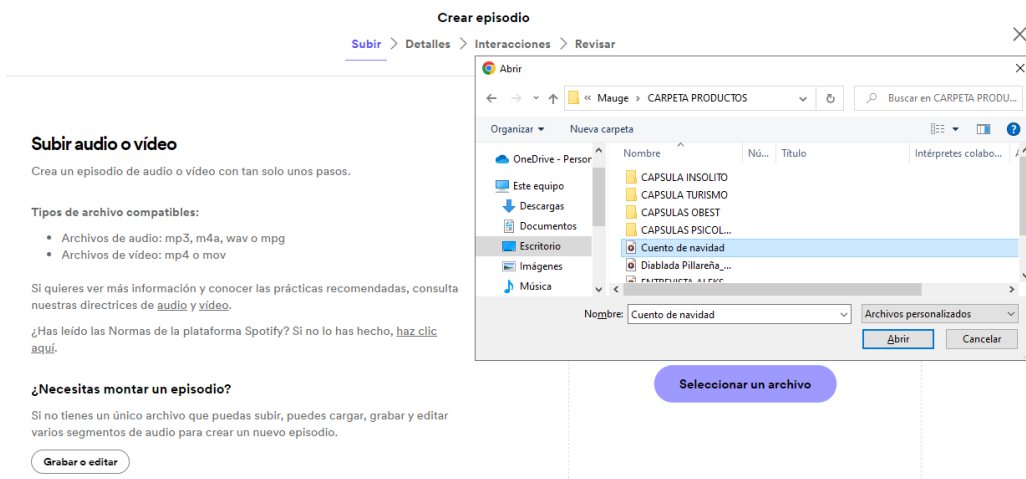 Crear episodio
Subir > Detalles > Interacciones > Revisar
Subir audio o vídeo
Crea un episodio de audio o vídeo con tan solo unos pasos.
Tipos de archivo compatibles:
• Archivos de audio: mp3, m4a, wav o mpg
• Archivos de vídeo: mp4 o mov
Si quieres ver más información y conocer las prácticas recomendadas, consulta
nuestras directrices de audio y vídeo.
¿Has leído las Normas de la plataforma Spotify? Si no lo has hecho, haz clic
aquí.
¿Necesitas montar un episodio?
Si no tienes un único archivo que puedas subir, puedes cargar, grabar y editar
varios segmentos de audio para crear un nuevo episodio.
Grabar o editar
Abrir
« Mauge > CARPETA PRODUCTOS
Buscar en CARPETA PRODU...
Organizar
Nueva carpeta
OneDrive - Person
Este equipo
Descargas
Documentos
Escritorio
Imágenes
Música
Nombre Nú... Título Intérpretes colabo...
CAPSULA INSOLITO
CAPSULA TURISMO
CAPSULAS OBEST
CAPSULAS PSICOL...
Cuento de navidad
Diablada Pillareña_...
ENTREVISTA ALEKS
Nombre: Cuento de navidad
Archivos personalizados
Abrir
Cancelar
Seleccionar un archivo